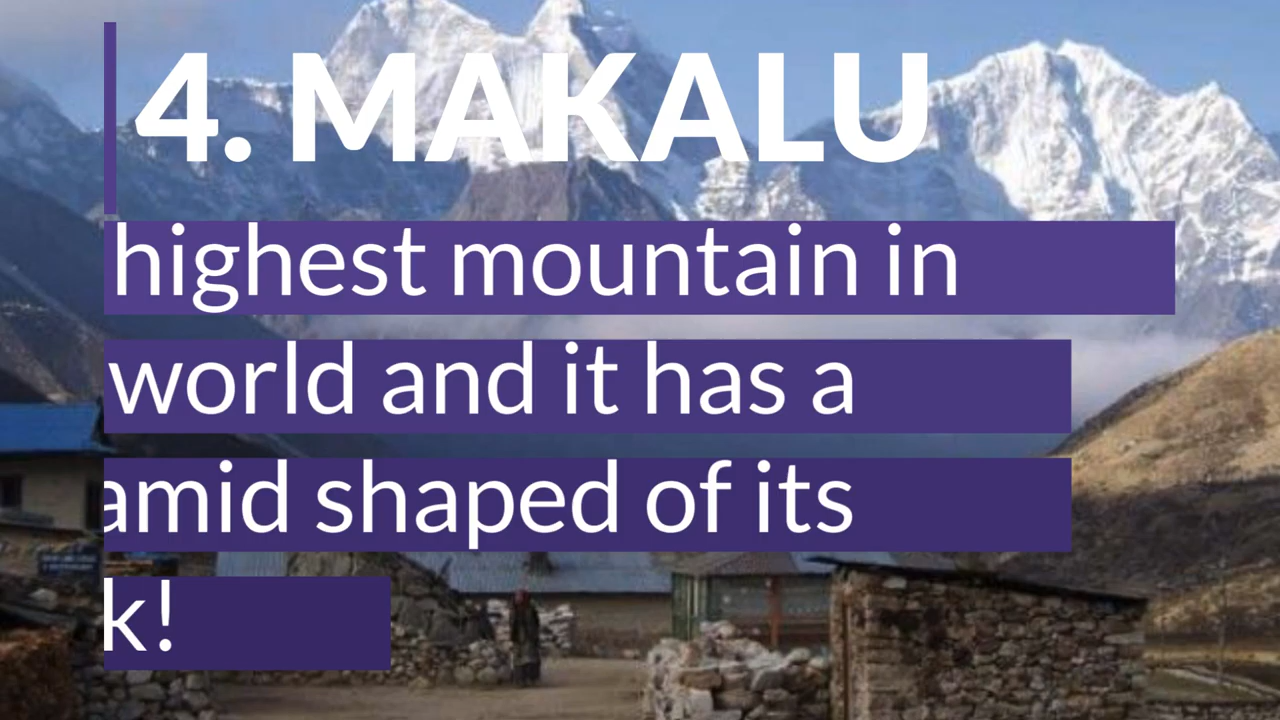 4. MAKALU
highest mountain in
world and it has a
amid shaped of its
k!